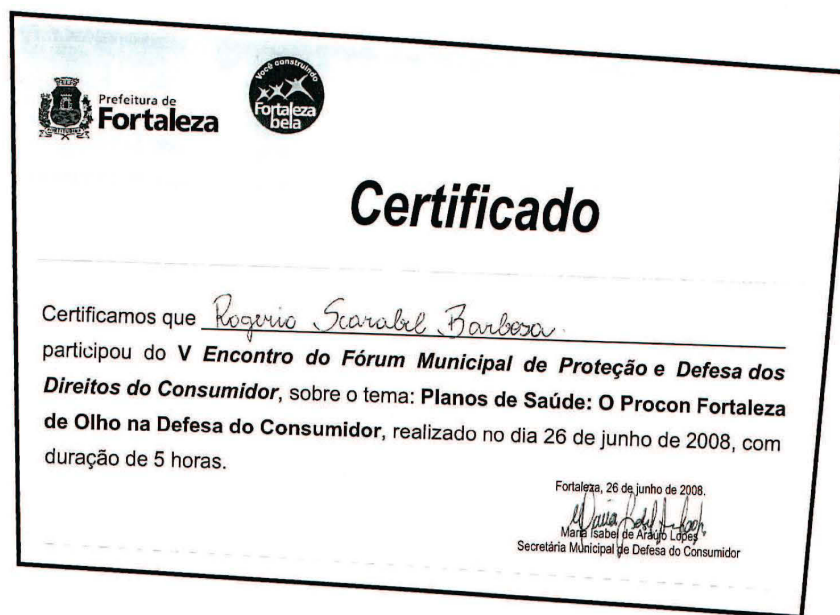 Prefeitura de
Fortaleza
Você construindo
Fortaleza
bela
Certificado
Certificamos que Rogerio Scarabel Barbosa.
participou do V Encontro do Fórum Municipal de Proteção e Defesa dos
Direitos do Consumidor, sobre o tema: Planos de Saúde: O Procon Fortaleza
de Olho na Defesa do Consumidor, realizado no dia 26 de junho de 2008, com
duração de 5 horas.
Fortaleza, 26 de junho de 2008.
Maria Isabel de Araújo Lopes
Secretária Municipal de Defesa do Consumidor